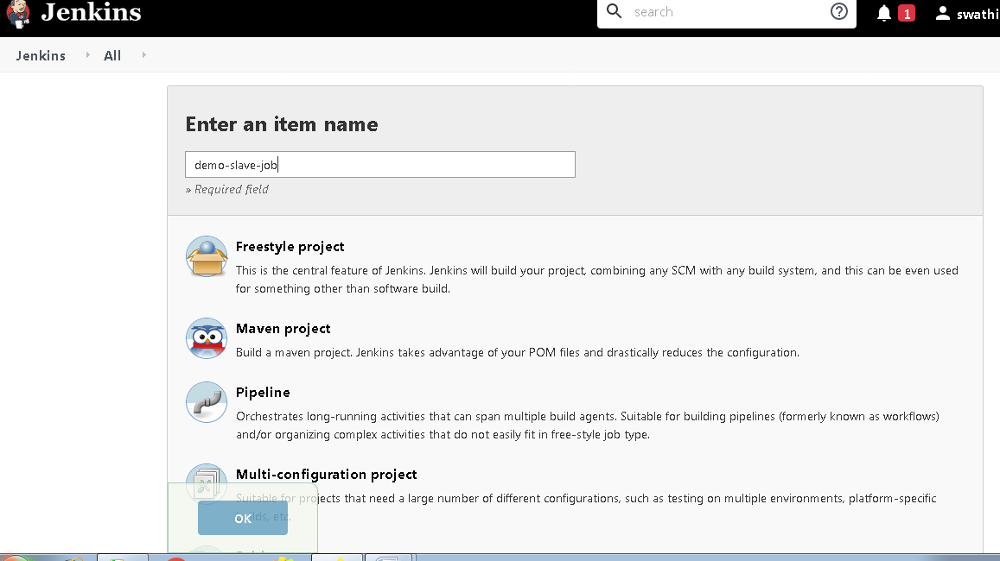 Jenkins
search
1
swathi
Jenkins
All
Enter an item name
demo-slave-job
» Required field
Freestyle project
This is the central feature of Jenkins. Jenkins will build your project, combining any SCM with any build system, and this can be even used
for something other than software build.
Maven project
Build a maven project. Jenkins takes advantage of your POM files and drastically reduces the configuration.
Pipeline
Orchestrates long-running activities that can span multiple build agents. Suitable for building pipelines (formerly known as workflows)
and/or organizing complex activities that do not easily fit in free-style job type.
Multi-configuration project
Suitable for projects that need a large number of different configurations, such as testing on multiple environments, platform-specific
builds, etc.
OK